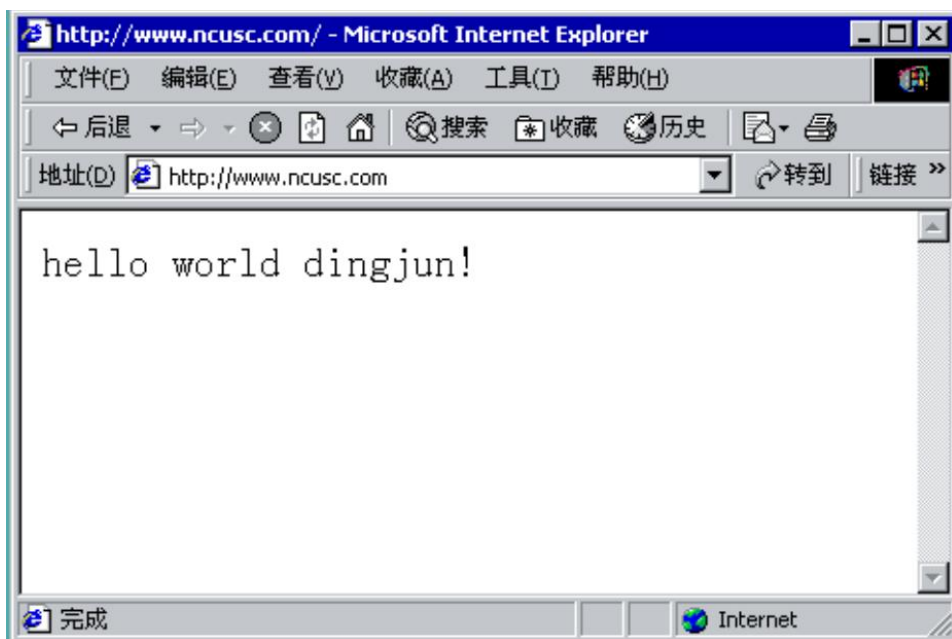 http://www.ncusc.com/ - Microsoft Internet Explorer
文件(F) 编辑(E) 查看(V) 收藏(A) 工具(T) 帮助(H)
后退 搜索 收藏 历史
地址(D) http://www.ncusc.com 转到 链接 »
hello world dingjun!
完成 Internet